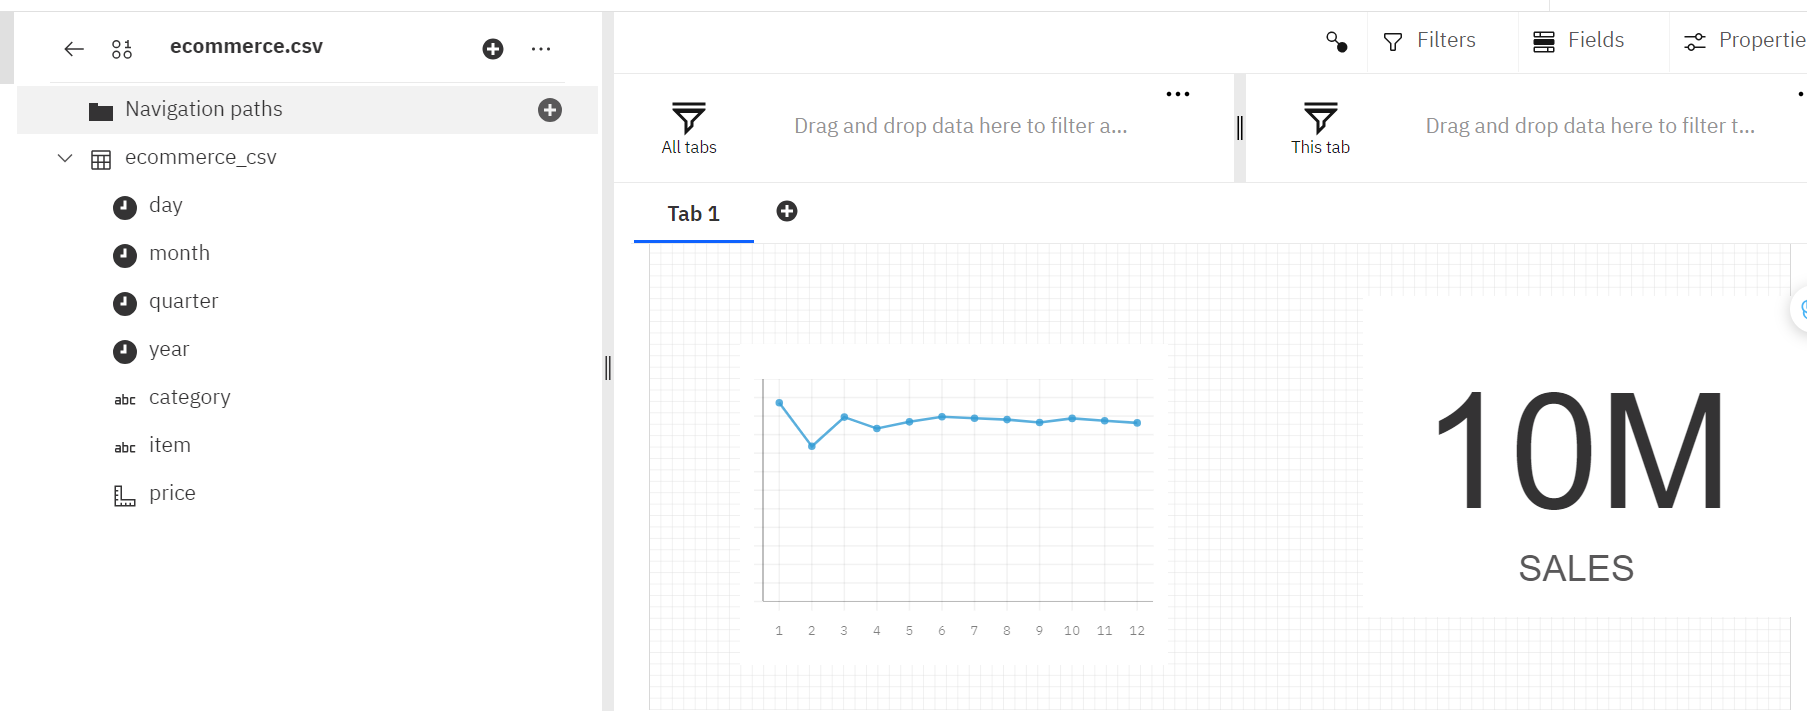 ecommerce.csv
Navigation paths
ecommerce_csv
day
month
quarter
year
abc category
abc item
price
Filters
Fields
Propertie
All tabs
Drag and drop data here to filter a...
This tab
Drag and drop data here to filter t...
Tab 1
1 2 3 4 5 6 7 8 9 10 11 12
10M
SALES